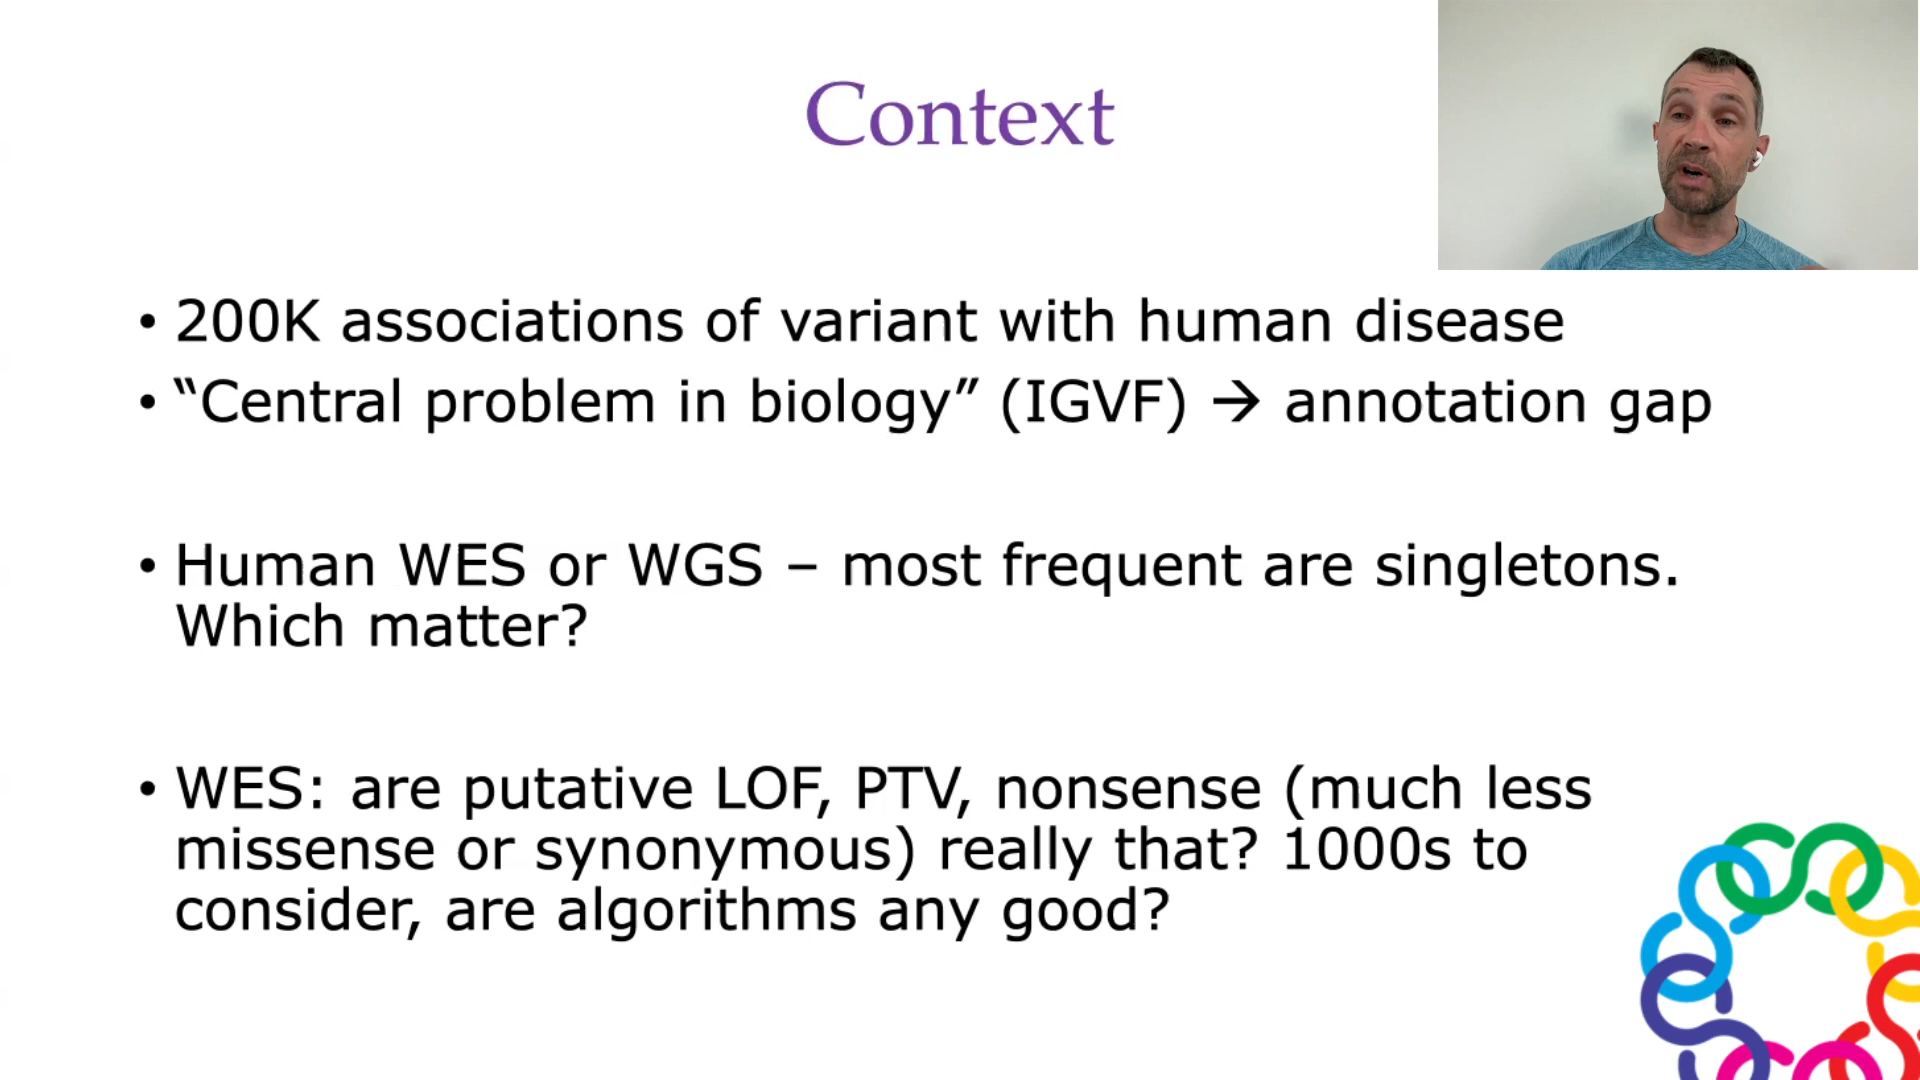 Context
• 200K associations of variant with human disease
• “Central problem in biology” (IGVF) → annotation gap
• Human WES or WGS – most frequent are singletons.
Which matter?
• WES: are putative LOF, PTV, nonsense (much less
missense or synonymous) really that? 1000s to
consider, are algorithms any good?